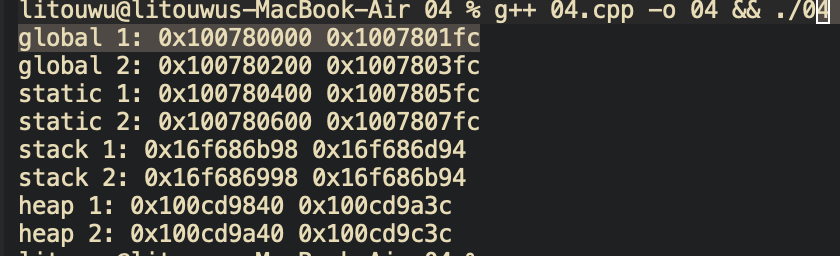 litouwu@litouwus-MacBook-Air 04 % g++ 04.cpp -o 04 && ./04
global 1: 0x100780000 0x1007801fc
global 2: 0x100780200 0x1007803fc
static 1: 0x100780400 0x1007805fc
static 2: 0x100780600 0x1007807fc
stack 1: 0x16f686b98 0x16f686d94
stack 2: 0x16f686998 0x16f686b94
heap 1: 0x100cd9840 0x100cd9a3c
heap 2: 0x100cd9a40 0x100cd9c3c